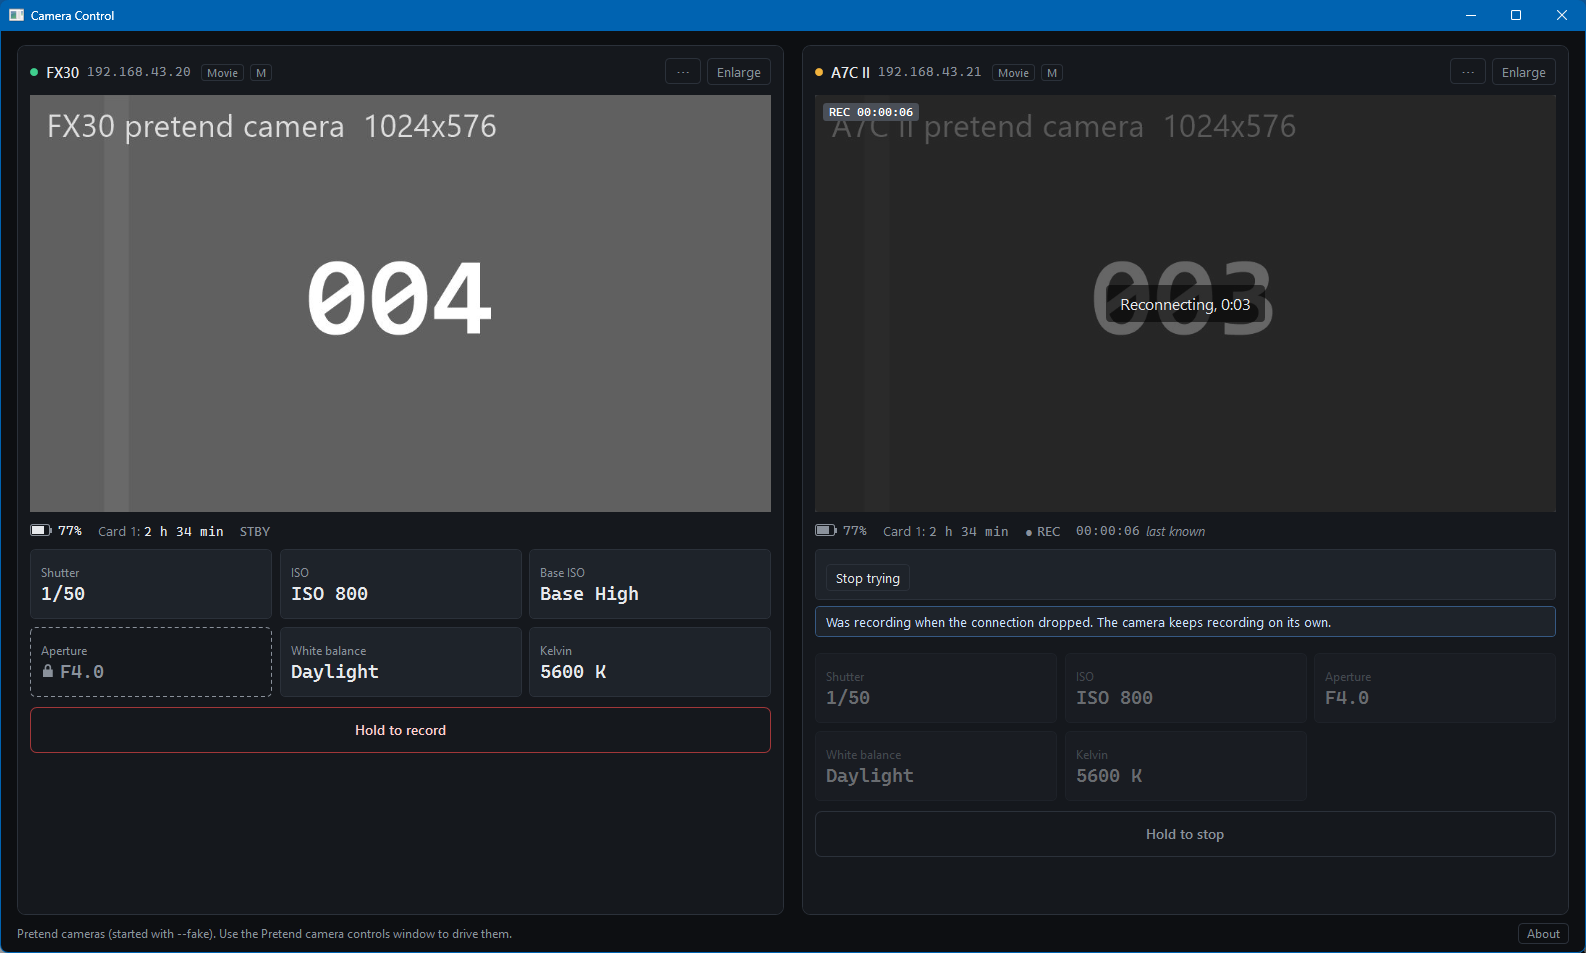 Camera Control
FX30 192.168.43.20 Movie M ... Enlarge
FX30 pretend camera 1024x576
004
77% Card 1: 2 h 34 min STBY
Shutter
1/50
ISO
ISO 800
Base ISO
Base High
Aperture
F4.0
White balance
Daylight
Kelvin
5600 K
Hold to record
A7C II 192.168.43.21 Movie M ... Enlarge
REC 00:00:06
A7C II pretend camera 1024x576
003
Reconnecting, 0:03
77% Card 1: 2 h 34 min ● REC 00:00:06 last known
Stop trying
Was recording when the connection dropped. The camera keeps recording on its own.
Shutter
1/50
ISO
ISO 800
Aperture
F4.0
White balance
Daylight
Kelvin
5600 K
Hold to stop
Pretend cameras (started with --fake). Use the Pretend camera controls window to drive them.
About